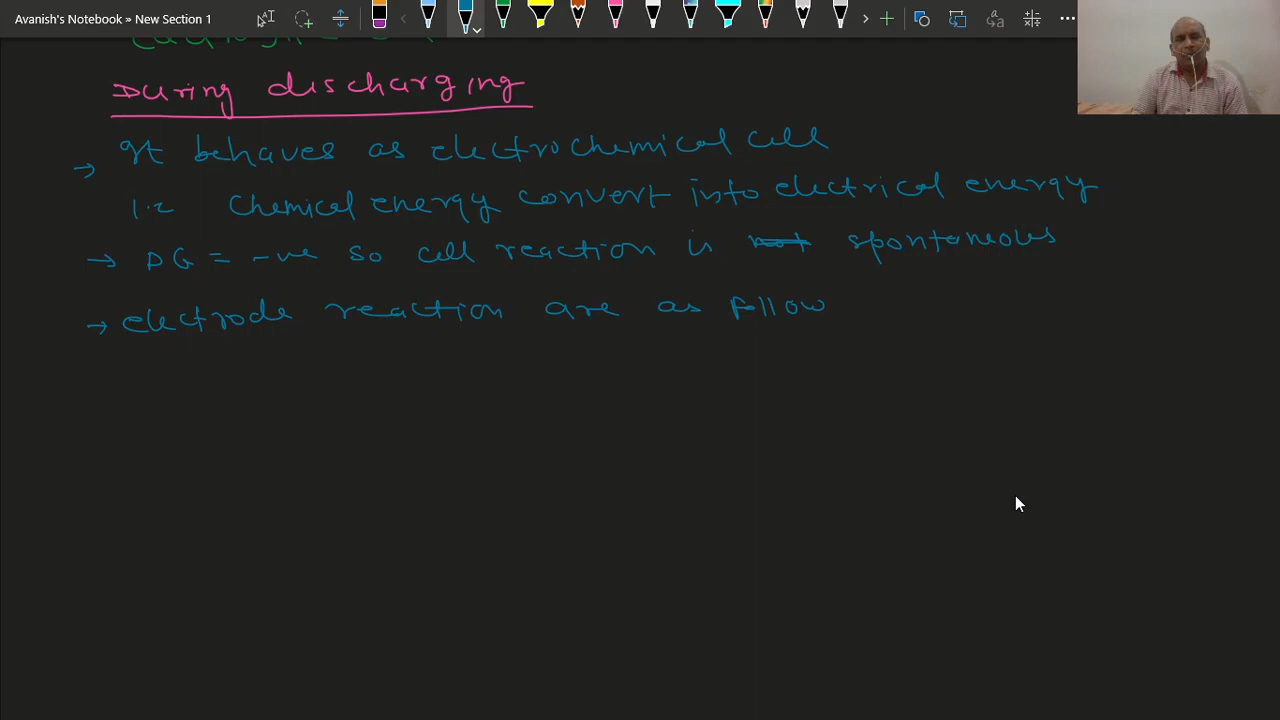 Avanish's Notebook » New Section 1
During discharging
→ It behaves as electrochemical cell
i.e Chemical energy convert into electrical energy
→ DG = -ve so cell reaction is not spontaneous
→ electrode reaction are as follow